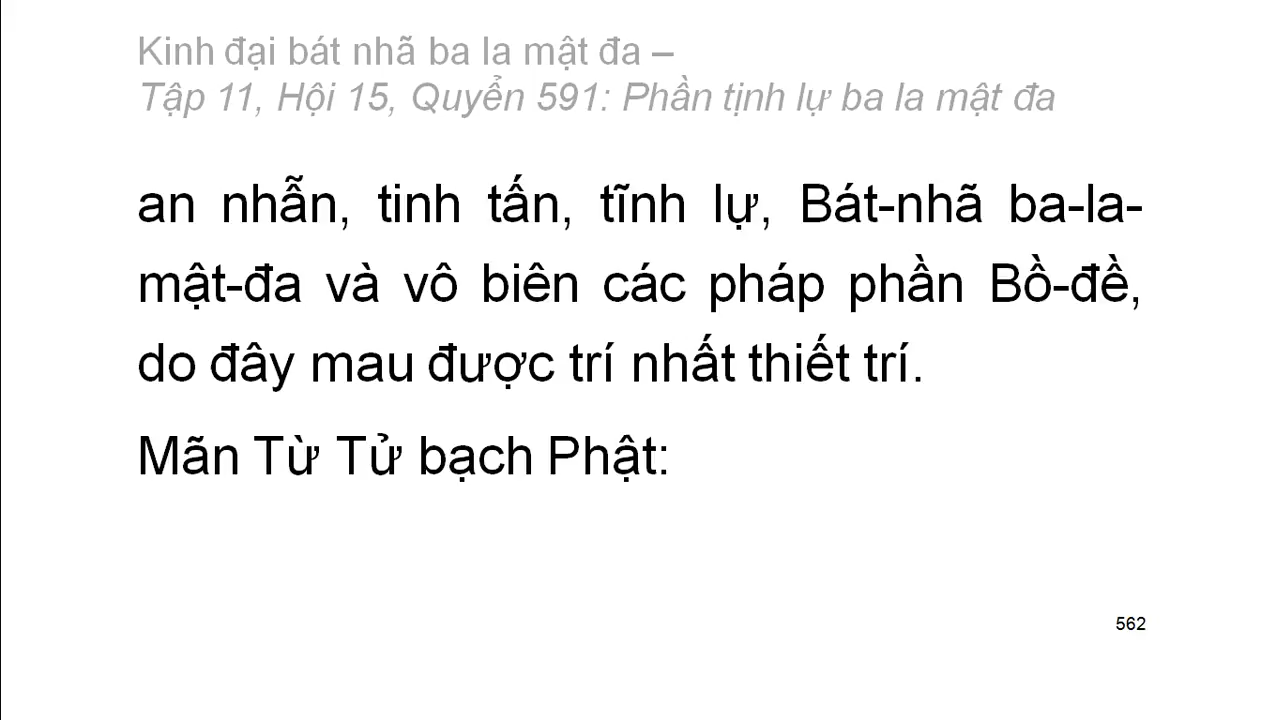 Kinh đại bát nhã ba la mật đa –
Tập 11, Hội 15, Quyển 591: Phần tịnh lự ba la mật đa
an nhẫn, tinh tấn, tĩnh lự, Bát-nhã ba-la-
mật-đa và vô biên các pháp phần Bồ-đề,
do đây mau được trí nhất thiết trí.
Mãn Từ Tử bạch Phật:
562